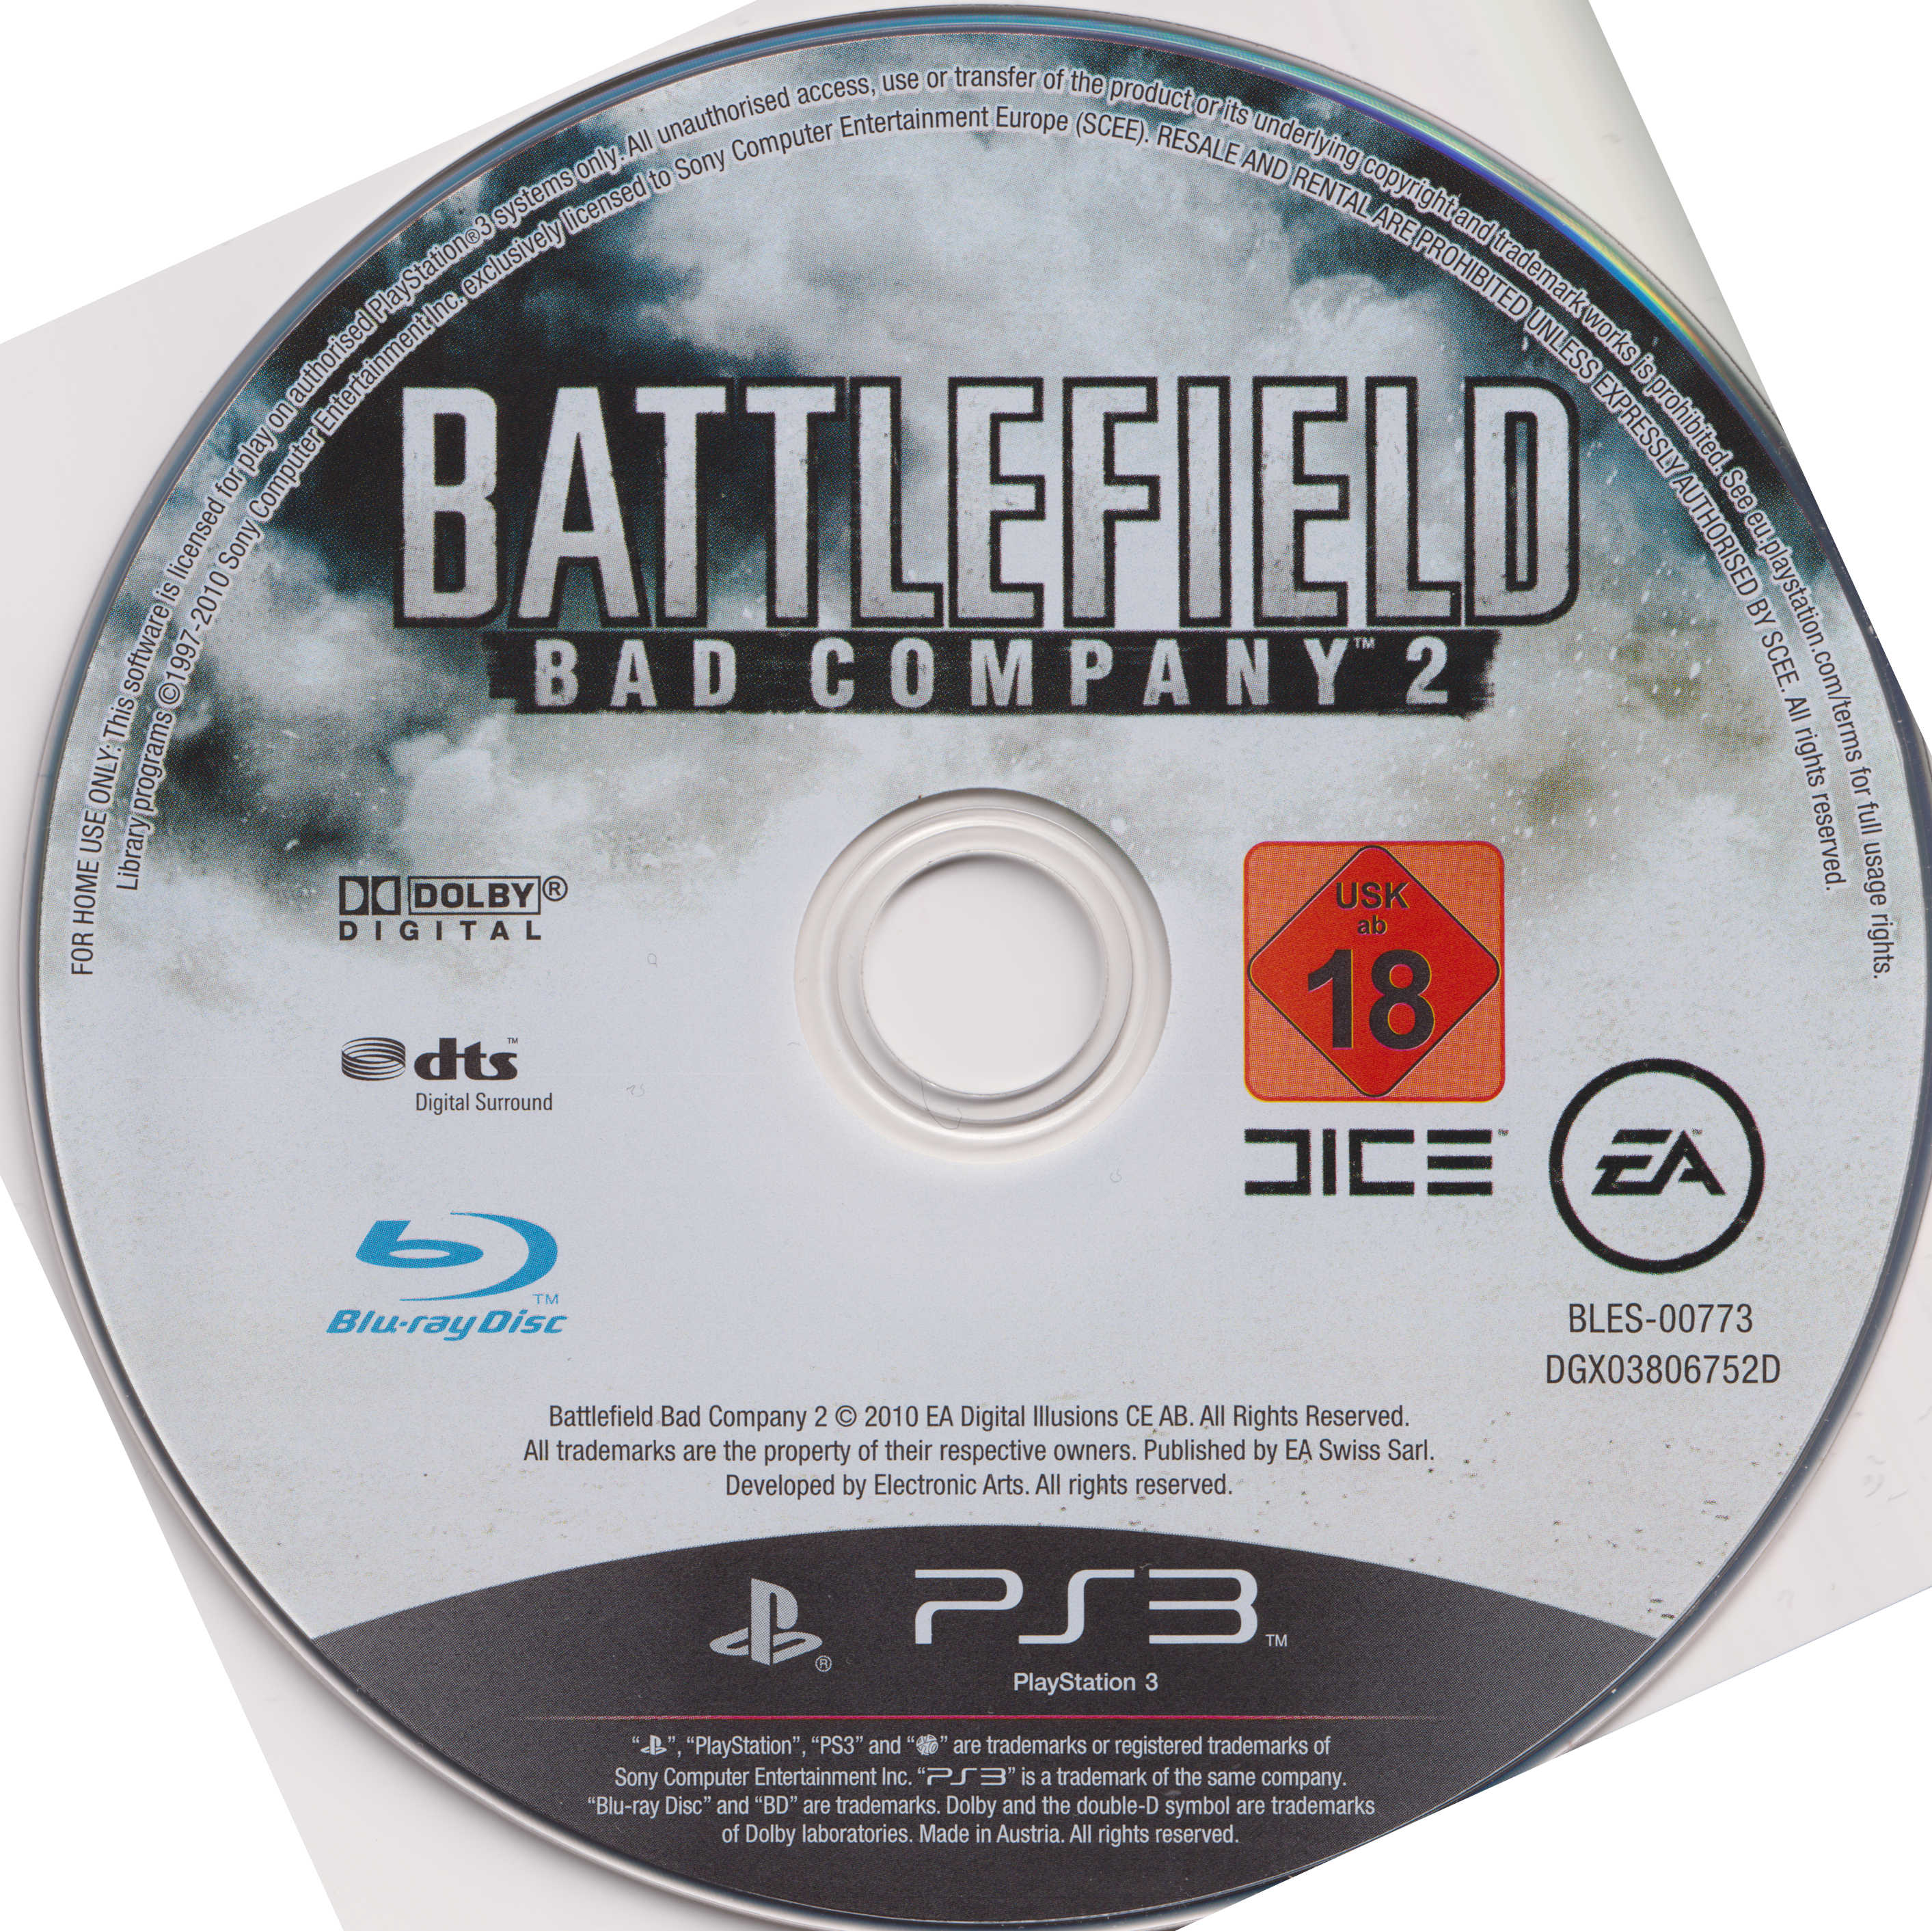 FOR HOME USE ONLY: This software is licensed for play on authorised PlayStation®3 systems only. All unauthorised access, use or transfer of the product or its underlying copyright and trademark works is prohibited. See eu.playstation.com/terms for full usage rights.
Library programs ©1997-2010 Sony Computer Entertainment Inc. exclusively licensed to Sony Computer Entertainment Europe (SCEE). RESALE AND RENTAL ARE PROHIBITED UNLESS EXPRESSLY AUTHORISED BY SCEE. All rights reserved.
BATTLEFIELD
BAD COMPANY™ 2
DOLBY®
DIGITAL
USK
ab
18
dts™
Digital Surround
DICE™
EA
Blu-ray Disc™
BLES-00773
DGX03806752D
Battlefield Bad Company 2 © 2010 EA Digital Illusions CE AB. All Rights Reserved.
All trademarks are the property of their respective owners. Published by EA Swiss Sarl.
Developed by Electronic Arts. All rights reserved.
® PS3™
PlayStation 3
“ ”, “PlayStation”, “PS3” and “ ” are trademarks or registered trademarks of
Sony Computer Entertainment Inc. “PS3” is a trademark of the same company.
“Blu-ray Disc” and “BD” are trademarks. Dolby and the double-D symbol are trademarks
of Dolby laboratories. Made in Austria. All rights reserved.